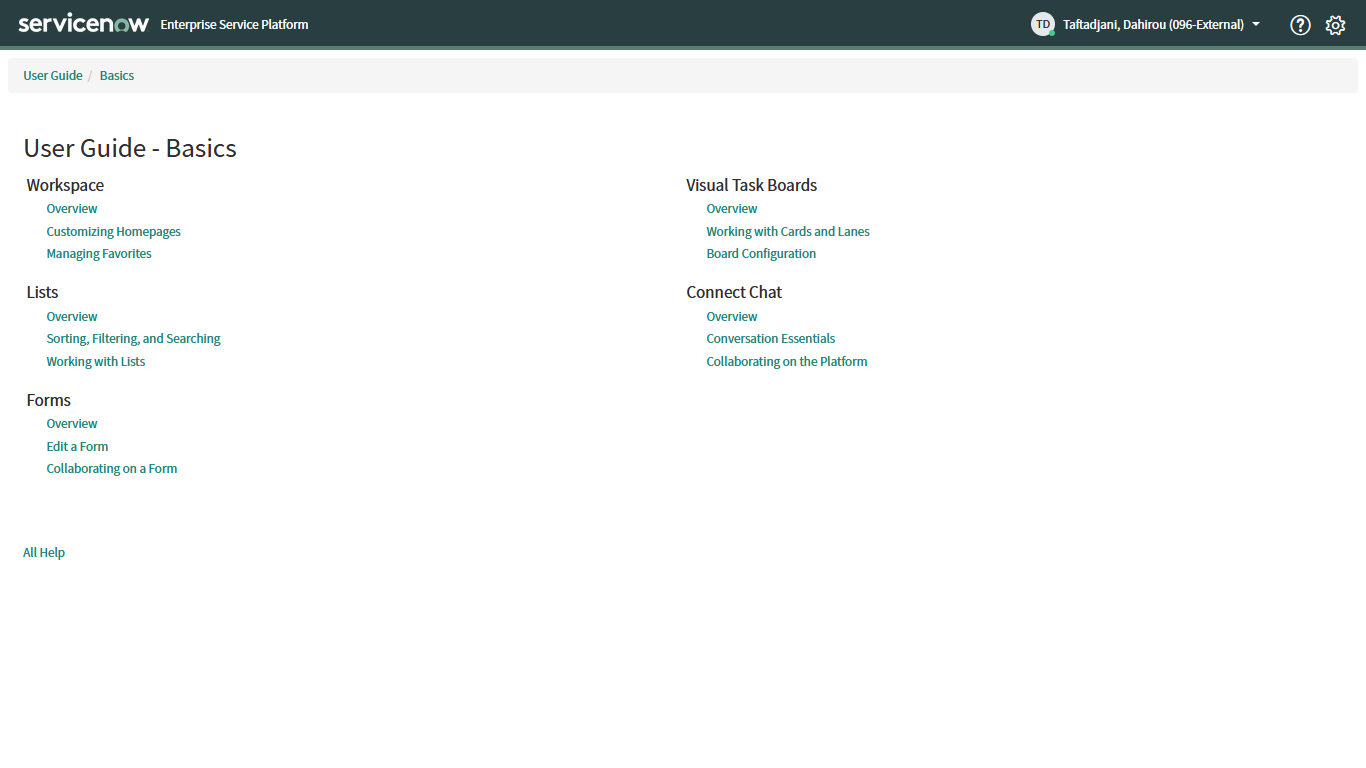 servicenow Enterprise Service Platform
TD Taftadjani, Dahirou (096-External)
User Guide / Basics
User Guide - Basics
Workspace
Overview
Customizing Homepages
Managing Favorites
Lists
Overview
Sorting, Filtering, and Searching
Working with Lists
Forms
Overview
Edit a Form
Collaborating on a Form
Visual Task Boards
Overview
Working with Cards and Lanes
Board Configuration
Connect Chat
Overview
Conversation Essentials
Collaborating on the Platform
All Help